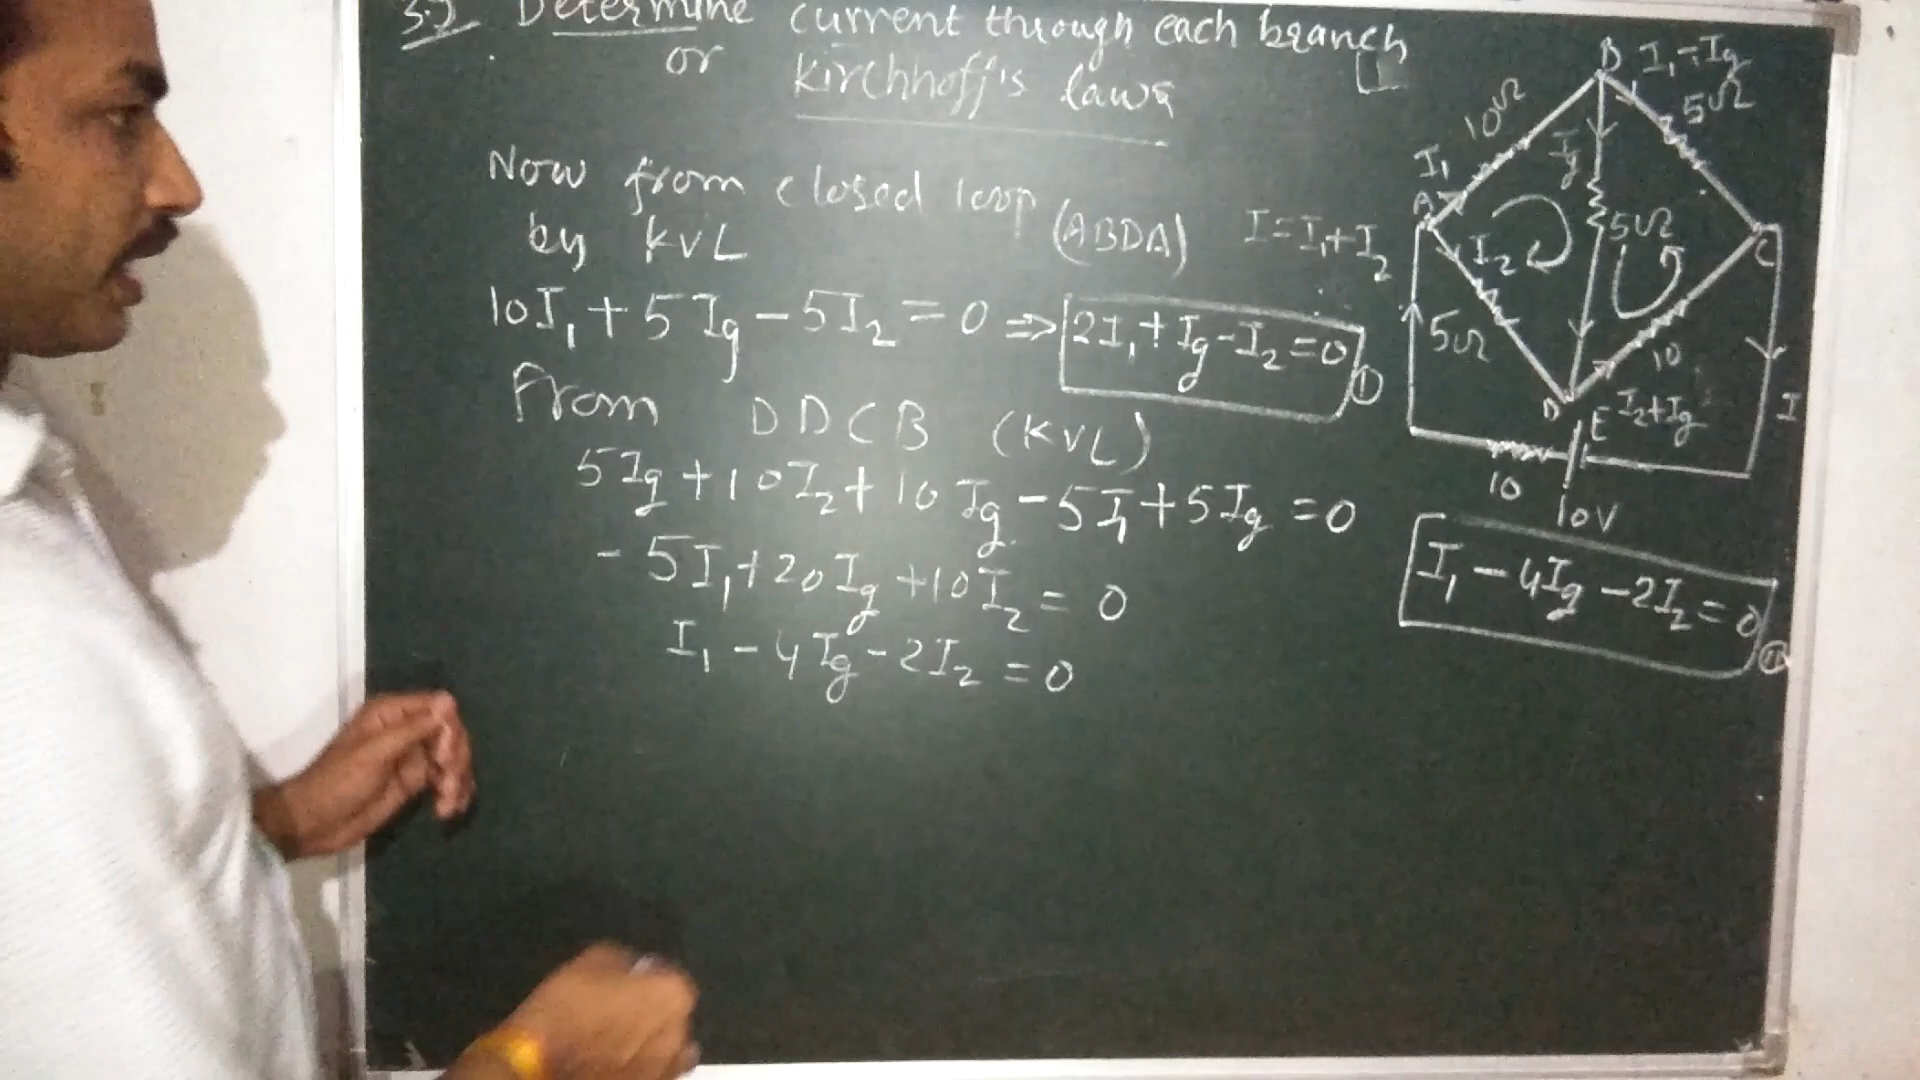 3.7 Determine current through each branch
or Kirchhoff's laws
Now from closed loop (ABDA)
by KVL
10I₁ + 5Ig - 5I₂ = 0 ⇒ 2I₁ + Ig - I₂ = 0 ①
From BDCB (KVL)
5Ig + 10I₂ + 10Ig - 5I₁ + 5Ig = 0
- 5I₁ + 20Ig + 10I₂ = 0
I₁ - 4Ig - 2I₂ = 0
I = I₁ + I₂
B I₁ - Ig
10Ω
5Ω
I₁
Ig
A
5Ω
I₂
C
5Ω
10
D
I₂ + Ig
I
E
10
10V
I₁ - 4Ig - 2I₂ = 0